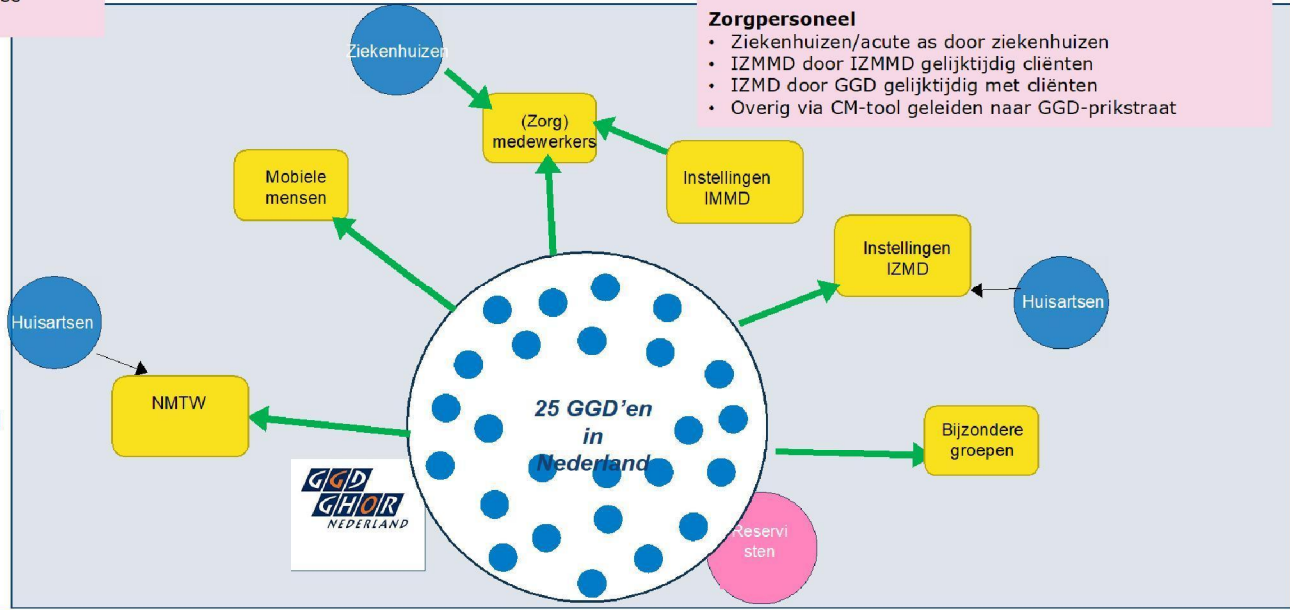 Zorgpersoneel
• Ziekenhuizen/acute as door ziekenhuizen
• IZMMD door IZMMD gelijktijdig cliënten
• IZMD door GGD gelijktijdig met cliënten
• Overig via CM-tool geleiden naar GGD-prikstraat
Ziekenhuizen
(Zorg)
medewerkers
Instellingen
IMMD
Mobiele
mensen
Instellingen
IZMD
Huisartsen
Huisartsen
NMTW
25 GGD'en
in
Nederland
Bijzondere
groepen
GGD
GHOR
NEDERLAND
Reservi
sten